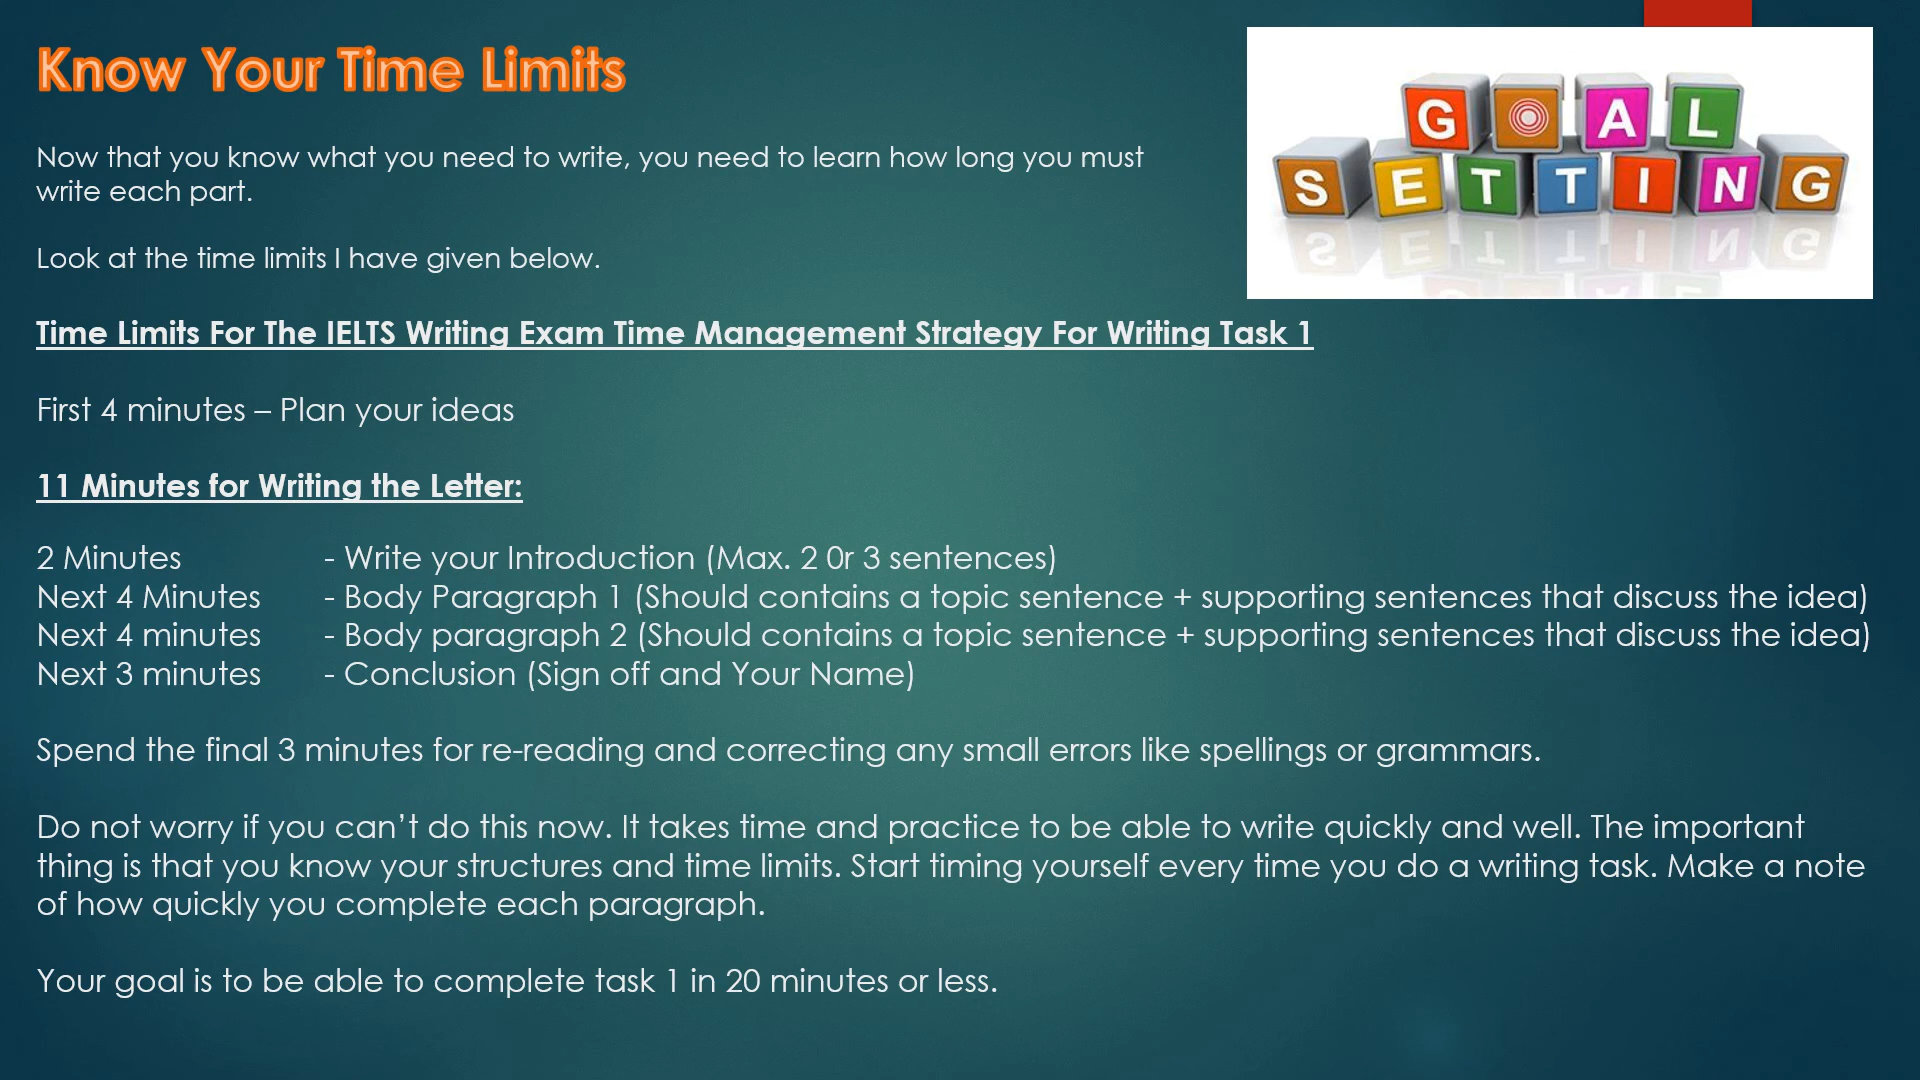 Know Your Time Limits
Now that you know what you need to write, you need to learn how long you must
write each part.
Look at the time limits I have given below.
G O A L
S E T T I N G
Time Limits For The IELTS Writing Exam Time Management Strategy For Writing Task 1
First 4 minutes – Plan your ideas
11 Minutes for Writing the Letter:
2 Minutes - Write your Introduction (Max. 2 0r 3 sentences)
Next 4 Minutes - Body Paragraph 1 (Should contains a topic sentence + supporting sentences that discuss the idea)
Next 4 minutes - Body paragraph 2 (Should contains a topic sentence + supporting sentences that discuss the idea)
Next 3 minutes - Conclusion (Sign off and Your Name)
Spend the final 3 minutes for re-reading and correcting any small errors like spellings or grammars.
Do not worry if you can’t do this now. It takes time and practice to be able to write quickly and well. The important
thing is that you know your structures and time limits. Start timing yourself every time you do a writing task. Make a note
of how quickly you complete each paragraph.
Your goal is to be able to complete task 1 in 20 minutes or less.